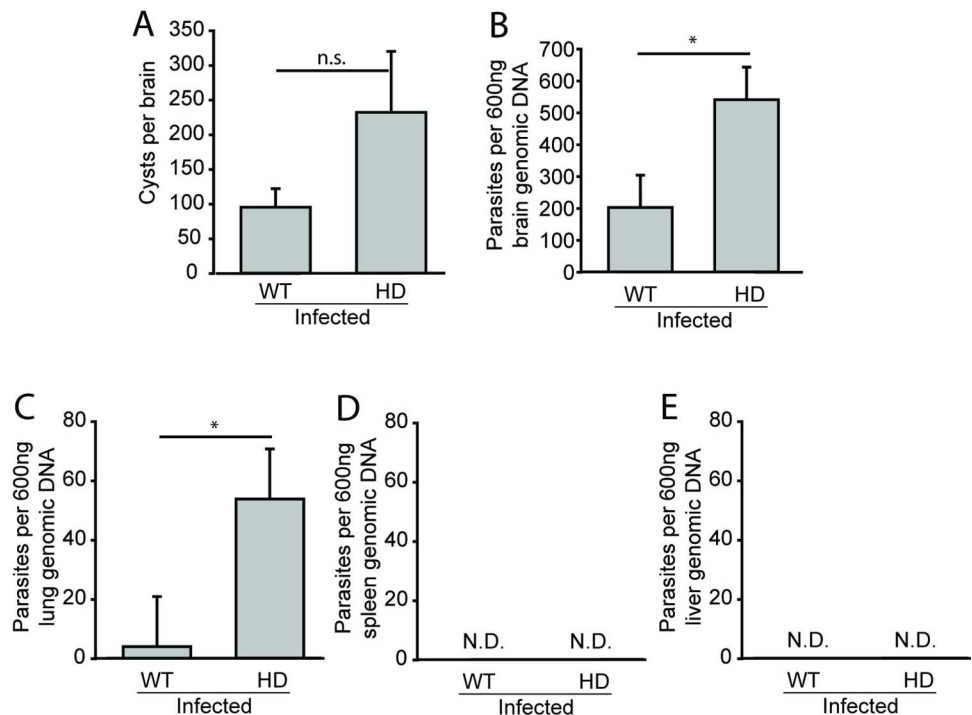 A
Cysts per brain
350
300
250
200
150
100
50
0
n.s.
WT HD
Infected
B
Parasites per 600ng
brain genomic DNA
700
600
500
400
300
200
100
0
*
WT HD
Infected
C
Parasites per 600ng
lung genomic DNA
80
60
40
20
0
*
WT HD
Infected
D
Parasites per 600ng
spleen genomic DNA
80
60
40
20
0
N.D. N.D.
WT HD
Infected
E
Parasites per 600ng
liver genomic DNA
80
60
40
20
0
N.D. N.D.
WT HD
Infected